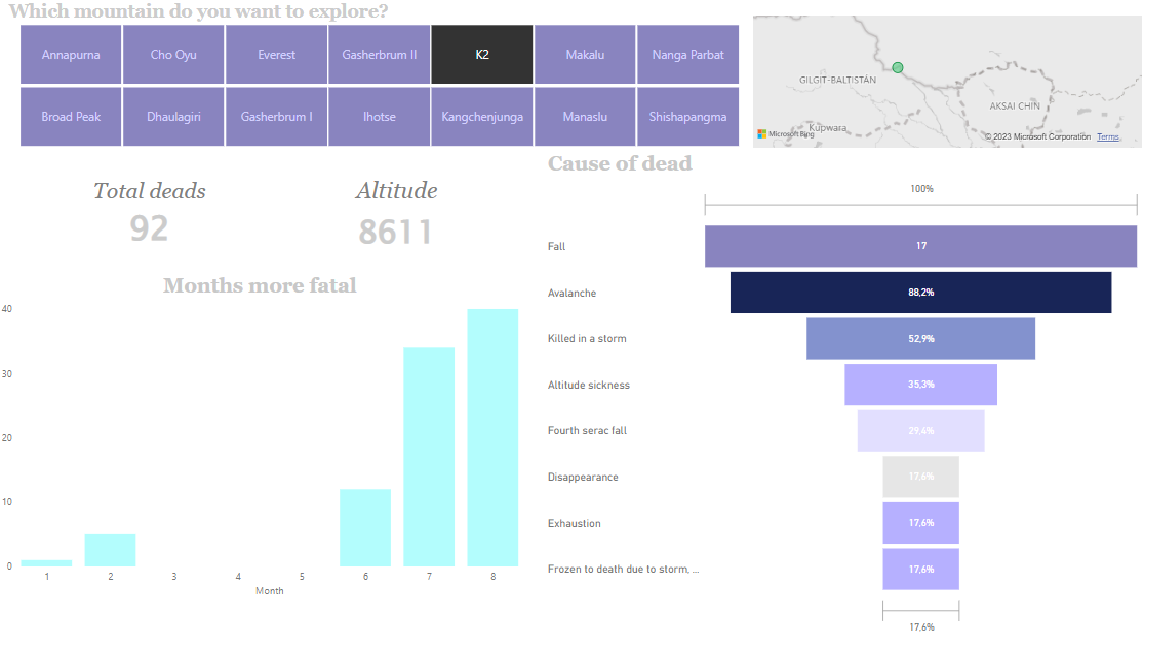 Which mountain do you want to explore?
Annapurna
Cho Oyu
Everest
Gasherbrum II
K2
Makalu
Nanga Parbat
Broad Peak
Dhaulagiri
Gasherbrum I
lhotse
Kangchenjunga
Manaslu
Shishapangma
GILGIT-BALTISTAN
AKSAI CHIN
Kupwara
Microsoft Bing
© 2023 Microsoft Corporation Terms
Total deads
92
Altitude
8611
Months more fatal
40
30
20
10
0
1 2 3 4 5 6 7 8
Month
Cause of dead
100%
Fall 17
Avalanche 88,2%
Killed in a storm 52,9%
Altitude sickness 35,3%
Fourth serac fall 29,4%
Disappearance 17,6%
Exhaustion 17,6%
Frozen to death due to storm, ... 17,6%
17,6%